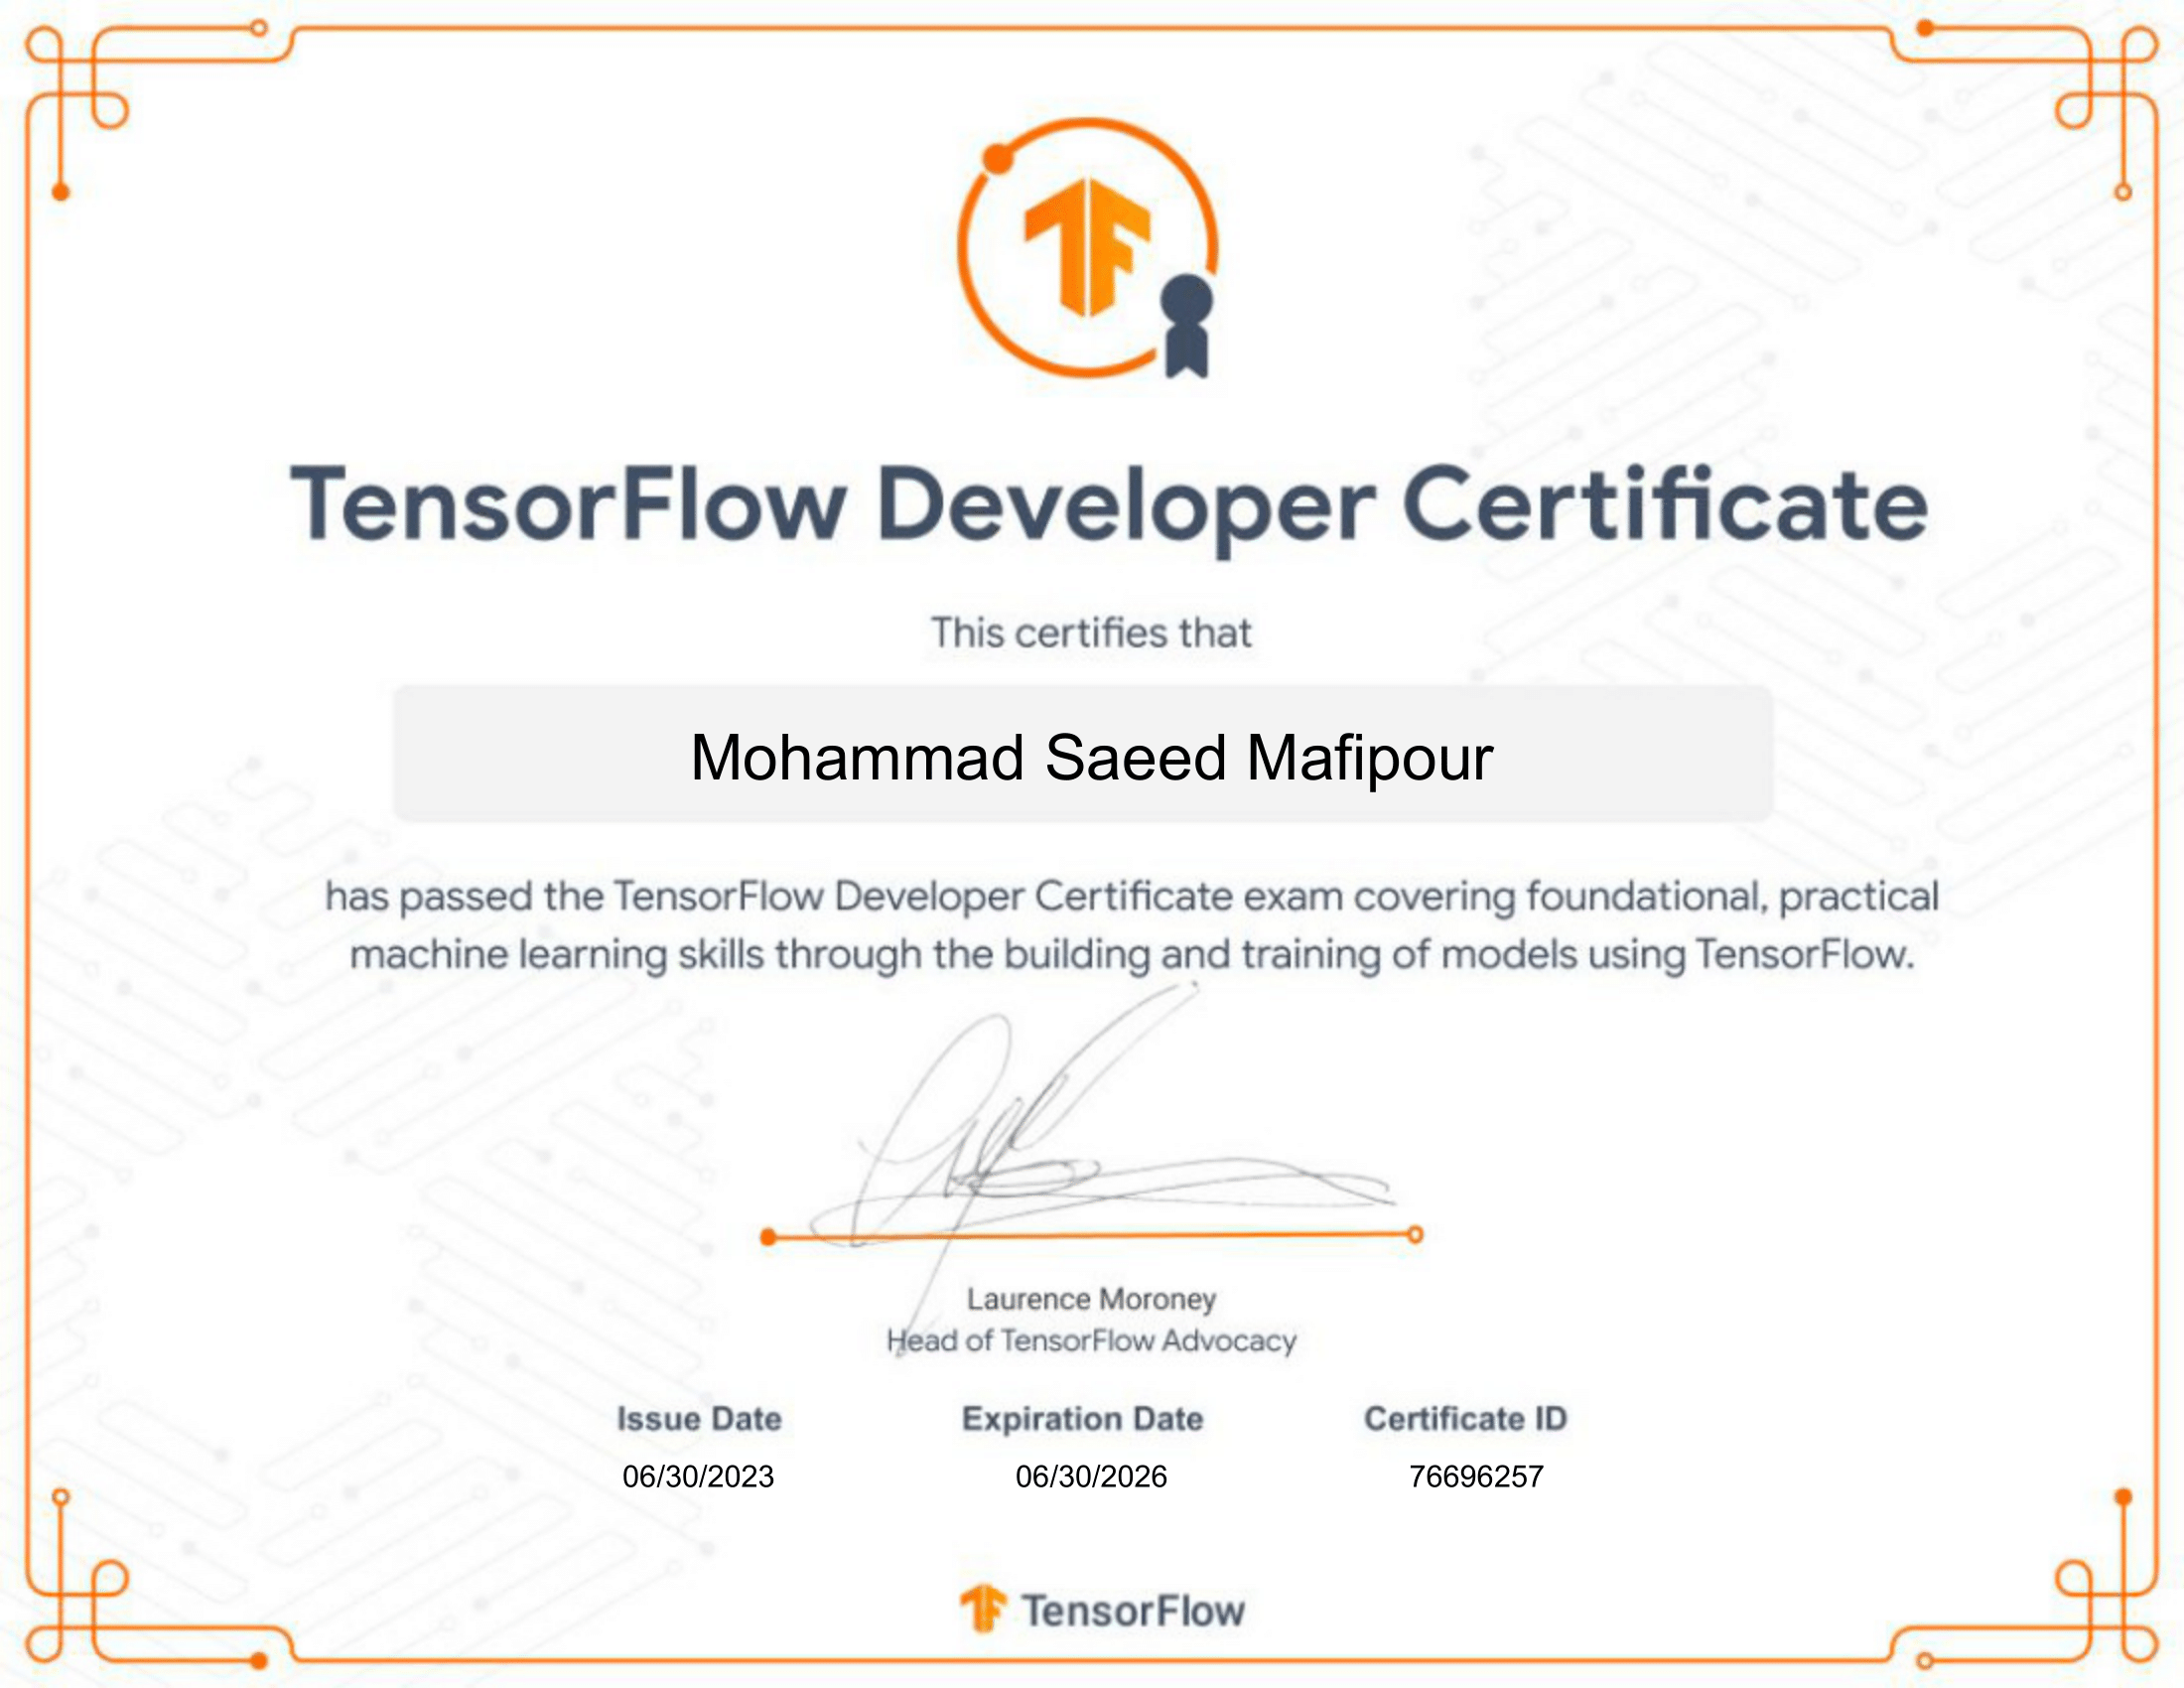 TF
TensorFlow Developer Certificate
This certifies that
Mohammad Saeed Mafipour
has passed the TensorFlow Developer Certificate exam covering foundational, practical
machine learning skills through the building and training of models using TensorFlow.
Laurence Moroney
Head of TensorFlow Advocacy
Issue Date Expiration Date Certificate ID
06/30/2023 06/30/2026 76696257
TensorFlow